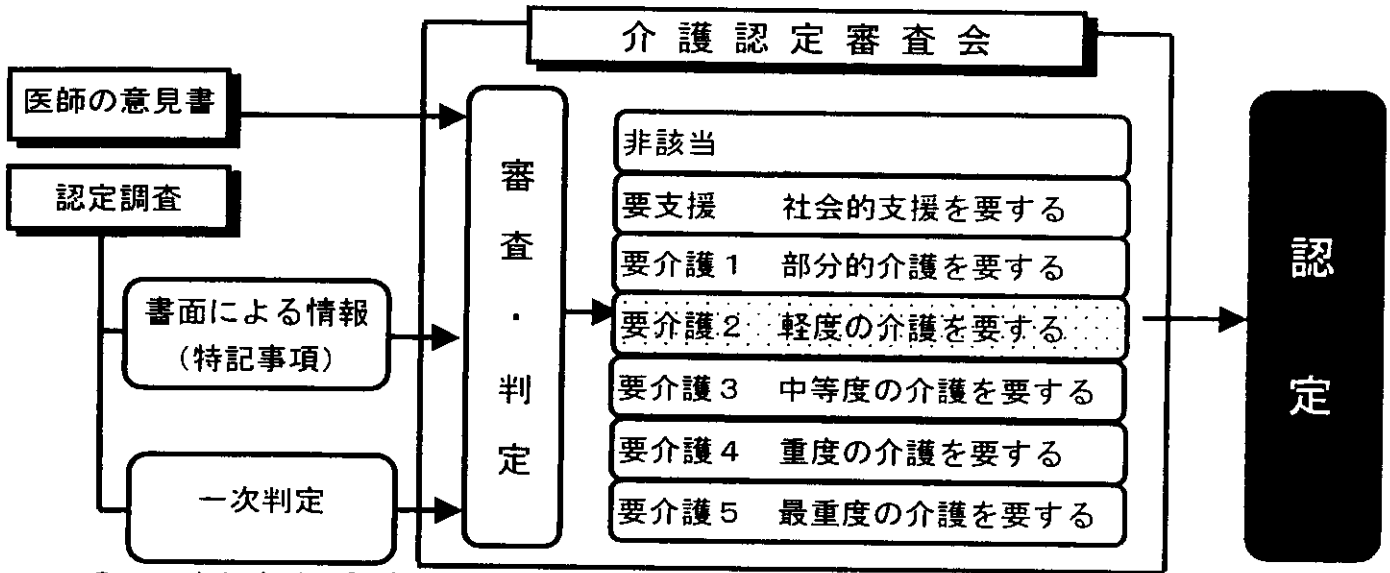 介護認定審査会
医師の意見書
認定調査
書面による情報
(特記事項)
一次判定
審査・判定
非該当
要支援 社会的支援を要する
要介護1 部分的介護を要する
要介護2 軽度の介護を要する
要介護3 中等度の介護を要する
要介護4 重度の介護を要する
要介護5 最重度の介護を要する
認定